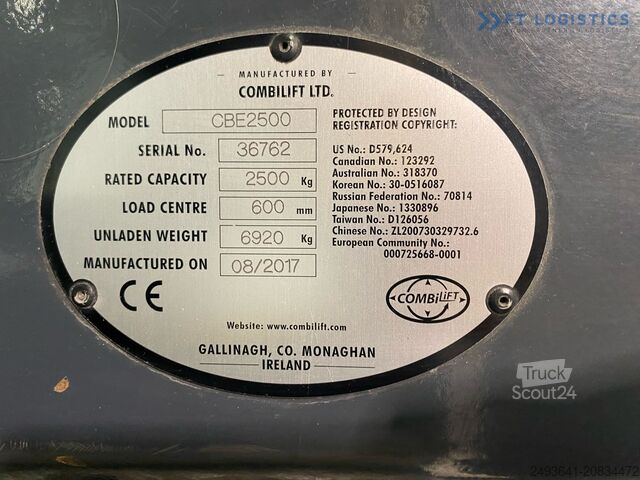 FT LOGISTICS
MANUFACTURED BY
COMBILIFT LTD.
MODEL CBE2500
SERIAL No. 36762
RATED CAPACITY 2500 Kg
LOAD CENTRE 600 mm
UNLADEN WEIGHT 6920 Kg
MANUFACTURED ON 08/2017
CE
PROTECTED BY DESIGN
REGISTRATION COPYRIGHT:
US No.: D579,624
Canadian No.: 123292
Australian No.: 318370
Korean No.: 30-0516087
Russian Federation No.: 70814
Japanese No.: 1330896
Taiwan No.: D126056
Chinese No.: ZL200730329732.6
European Community No.:
000725668-0001
COMBiLiFT
Website: www.combilift.com
GALLINAGH, CO. MONAGHAN
IRELAND
Truck
Scout24
2493641-20834472